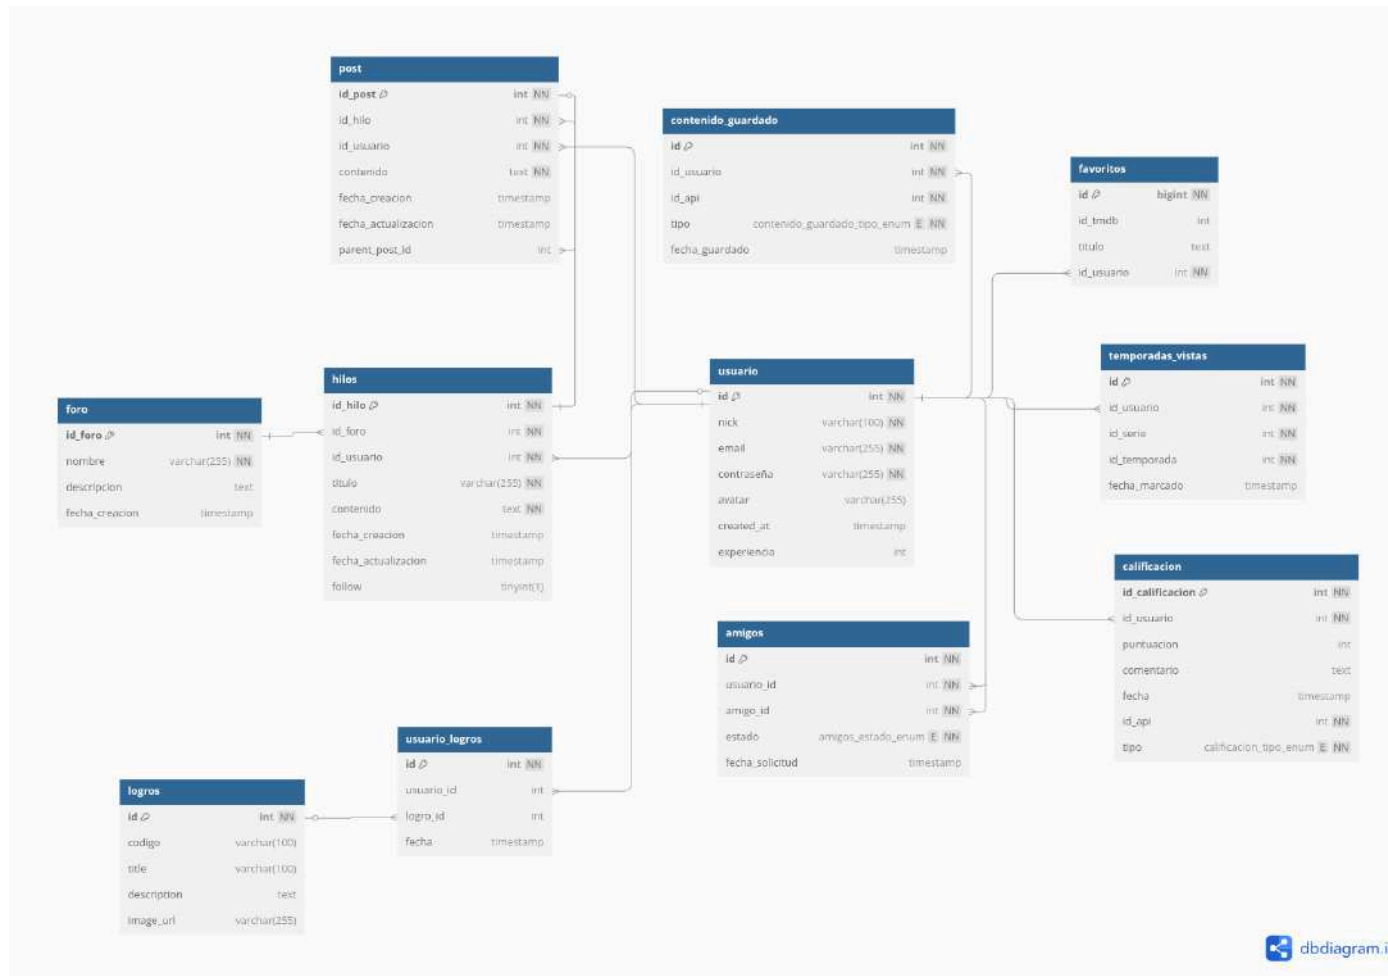 post
id_post int NN
id_hilo int NN
id_usuario int NN
contenido text NN
fecha_creacion timestamp
fecha_actualizacion timestamp
parent_post_id int
contenido_guardado
id int NN
id_usuario int NN
id_api int NN
tipo contenido_guardado_tipo_enum E NN
fecha_guardado timestamp
favoritos
id bigint NN
id_tmdb int
titulo text
id_usuario int NN
foro
id_foro int NN
nombre varchar(255) NN
descripcion text
fecha_creacion timestamp
hilos
id_hilo int NN
id_foro int NN
id_usuario int NN
titulo varchar(255) NN
contenido text NN
fecha_creacion timestamp
fecha_actualizacion timestamp
follow tinyint(1)
usuario
id int NN
nick varchar(100) NN
email varchar(255) NN
contraseña varchar(255) NN
avatar varchar(255)
created_at timestamp
experiencia int
temporadas_vistas
id int NN
id_usuario int NN
id_serie int NN
id_temporada int NN
fecha_marcado timestamp
calificacion
id_calificacion int NN
id_usuario int NN
puntuacion int
comentario text
fecha timestamp
id_api int NN
tipo calificacion_tipo_enum E NN
amigos
id int NN
usuario_id int NN
amigo_id int NN
estado amigos_estado_enum E NN
fecha_solicitud timestamp
usuario_logros
id int NN
usuario_id int
logro_id int
fecha timestamp
logros
id int NN
codigo varchar(100)
title varchar(100)
description text
image_url varchar(255)
dbdiagram.i